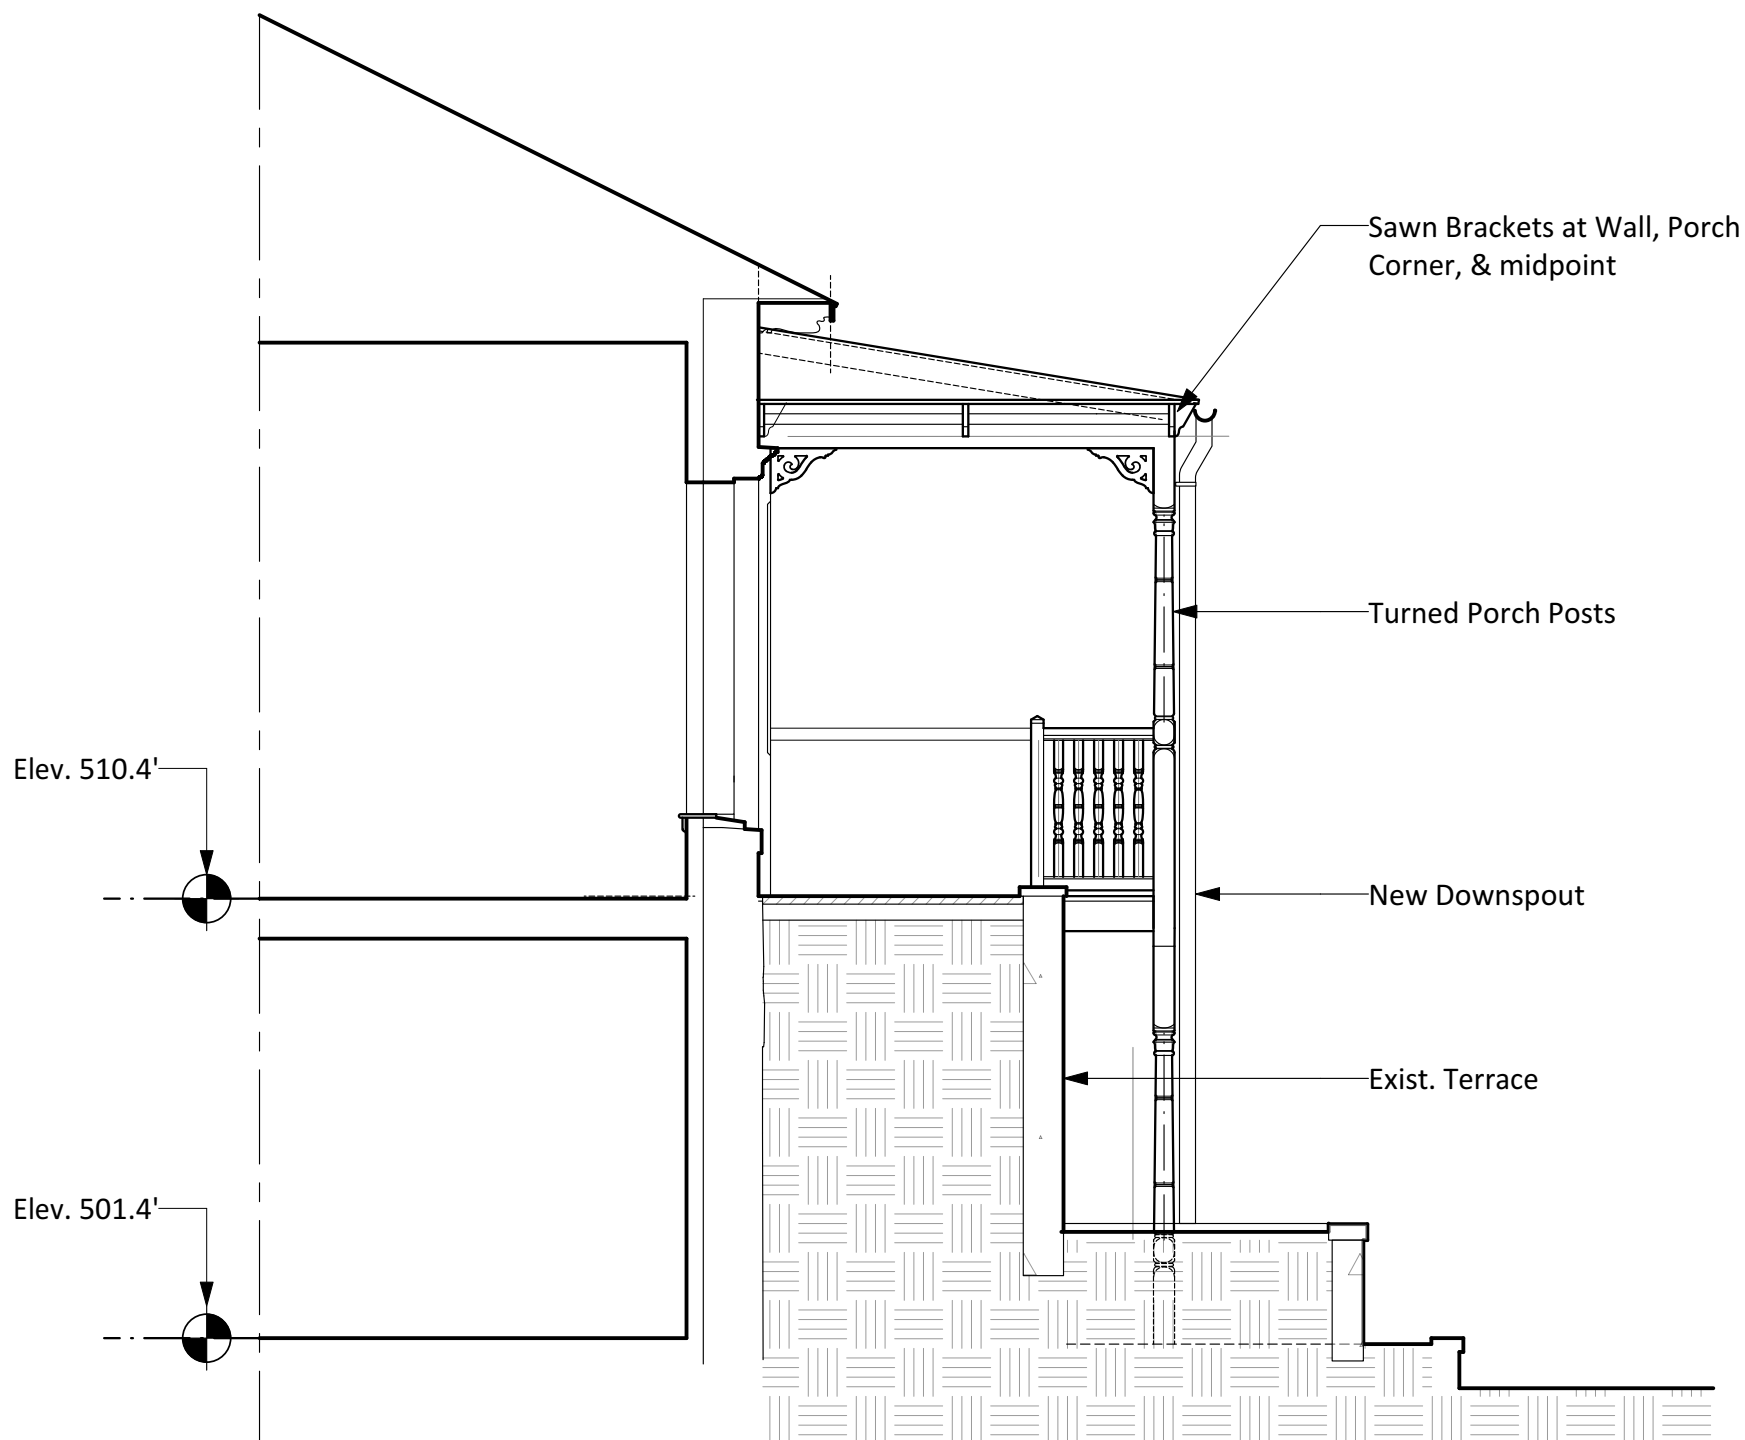 Sawn Brackets at Wall, Porch
Corner, & midpoint
Turned Porch Posts
Elev. 510.4'
New Downspout
Exist. Terrace
Elev. 501.4'